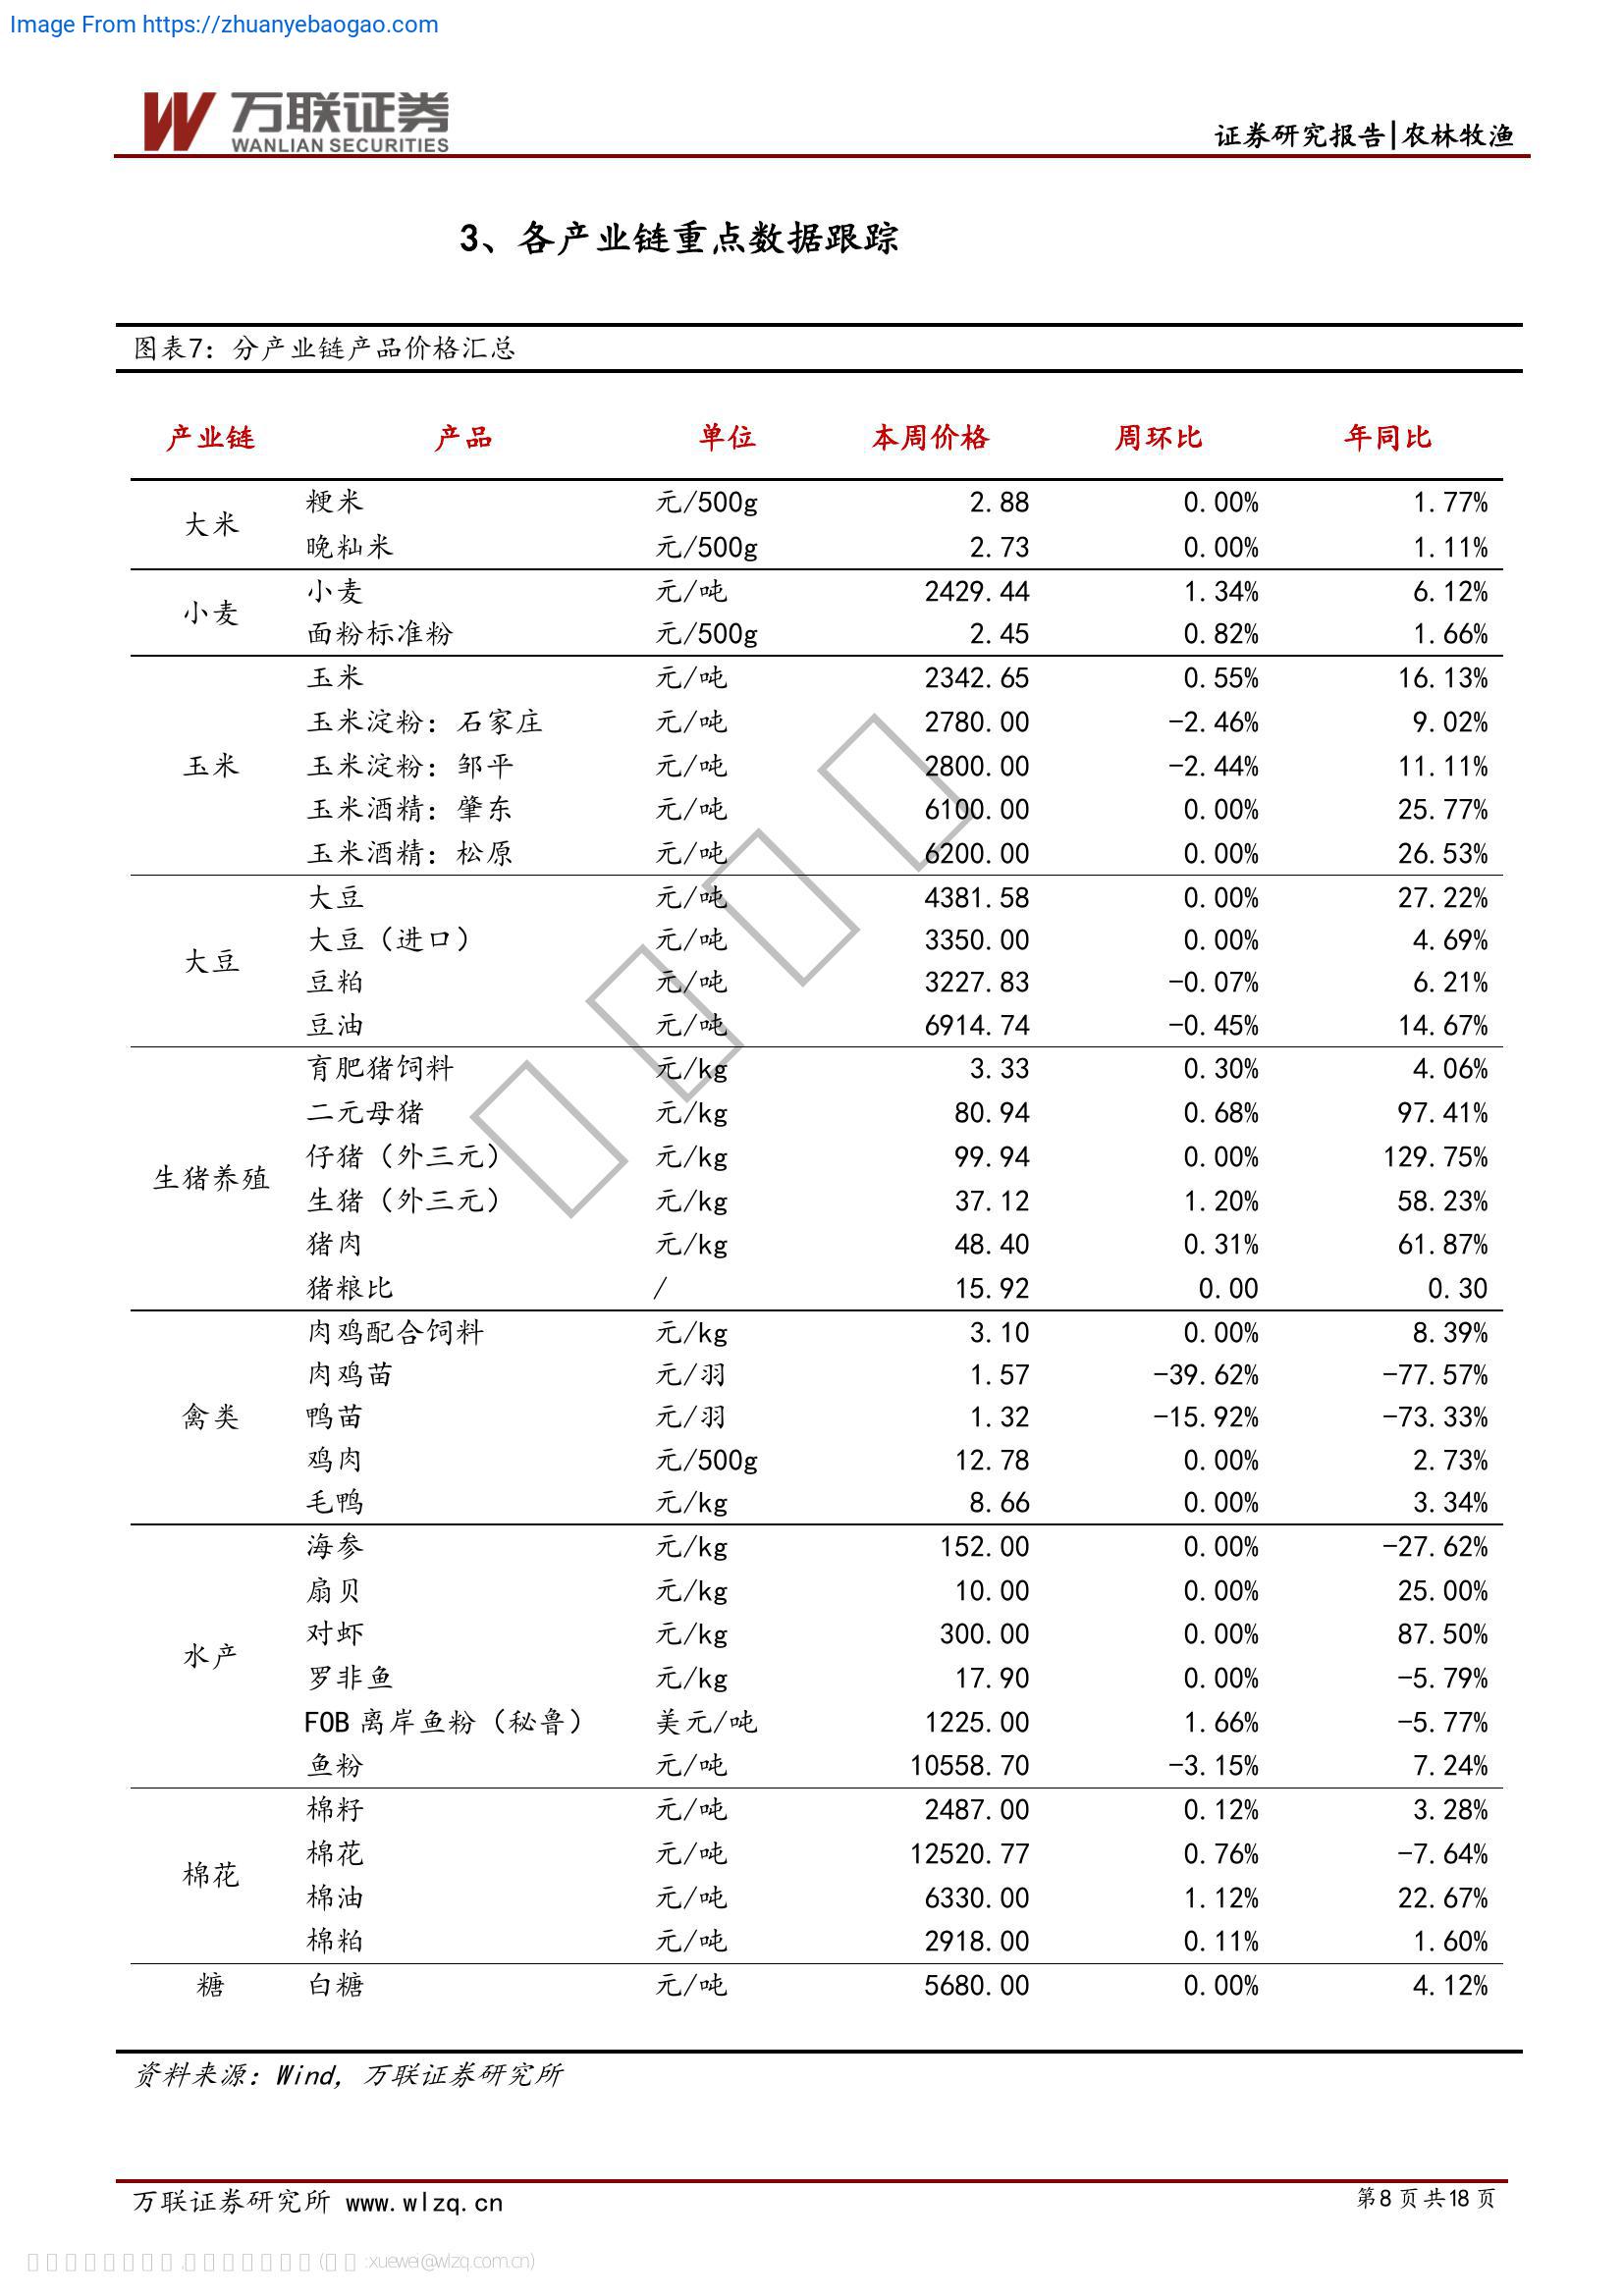 Image From https://zhuanyebaogao.com
万联证券
WANLIAN SECURITIES
证券研究报告|农林牧渔
3、各产业链重点数据跟踪
图表7：分产业链产品价格汇总
产业链 产品 单位 本周价格 周环比 年同比
大米
粳米 元/500g 2.88 0.00% 1.77%
晚籼米 元/500g 2.73 0.00% 1.11%
小麦
小麦 元/吨 2429.44 1.34% 6.12%
面粉标准粉 元/500g 2.45 0.82% 1.66%
玉米
玉米 元/吨 2342.65 0.55% 16.13%
玉米淀粉：石家庄 元/吨 2780.00 -2.46% 9.02%
玉米淀粉：邹平 元/吨 2800.00 -2.44% 11.11%
玉米酒精：肇东 元/吨 6100.00 0.00% 25.77%
玉米酒精：松原 元/吨 6200.00 0.00% 26.53%
大豆
大豆 元/吨 4381.58 0.00% 27.22%
大豆（进口） 元/吨 3350.00 0.00% 4.69%
豆粕 元/吨 3227.83 -0.07% 6.21%
豆油 元/吨 6914.74 -0.45% 14.67%
生猪养殖
育肥猪饲料 元/kg 3.33 0.30% 4.06%
二元母猪 元/kg 80.94 0.68% 97.41%
仔猪（外三元） 元/kg 99.94 0.00% 129.75%
生猪（外三元） 元/kg 37.12 1.20% 58.23%
猪肉 元/kg 48.40 0.31% 61.87%
猪粮比 / 15.92 0.00 0.30
禽类
肉鸡配合饲料 元/kg 3.10 0.00% 8.39%
肉鸡苗 元/羽 1.57 -39.62% -77.57%
鸭苗 元/羽 1.32 -15.92% -73.33%
鸡肉 元/500g 12.78 0.00% 2.73%
毛鸭 元/kg 8.66 0.00% 3.34%
水产
海参 元/kg 152.00 0.00% -27.62%
扇贝 元/kg 10.00 0.00% 25.00%
对虾 元/kg 300.00 0.00% 87.50%
罗非鱼 元/kg 17.90 0.00% -5.79%
FOB 离岸鱼粉（秘鲁） 美元/吨 1225.00 1.66% -5.77%
鱼粉 元/吨 10558.70 -3.15% 7.24%
棉花
棉籽 元/吨 2487.00 0.12% 3.28%
棉花 元/吨 12520.77 0.76% -7.64%
棉油 元/吨 6330.00 1.12% 22.67%
棉粕 元/吨 2918.00 0.11% 1.60%
糖 白糖 元/吨 5680.00 0.00% 4.12%
资料来源：Wind，万联证券研究所
万联证券研究所 www.wlzq.cn
第8页共18页
:xuewei@wlzq.com.cn)